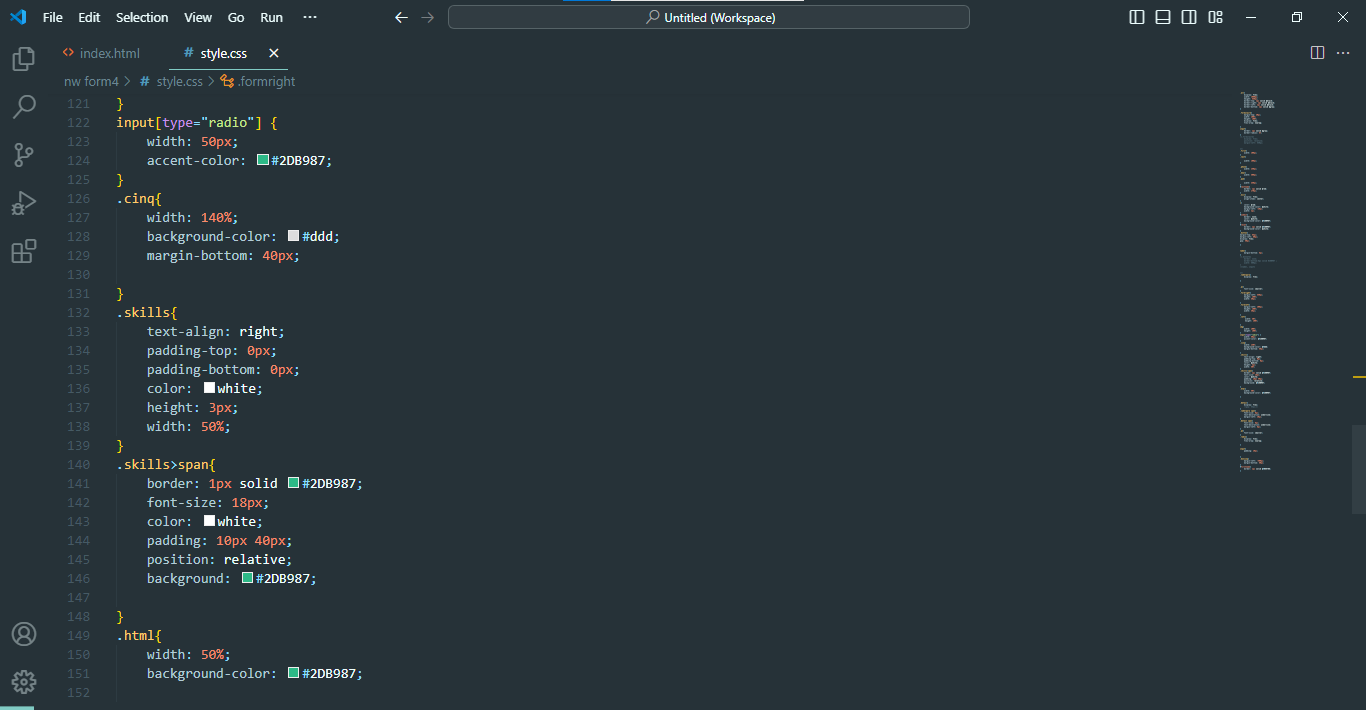 File Edit Selection View Go Run ···
Untitled (Workspace)
index.html
# style.css
nw form4 > # style.css > .formright
121 }
122 input[type="radio"] {
123 width: 50px;
124 accent-color: #2DB987;
125 }
126 .cinq{
127 width: 140%;
128 background-color: #ddd;
129 margin-bottom: 40px;
130
131 }
132 .skills{
133 text-align: right;
134 padding-top: 0px;
135 padding-bottom: 0px;
136 color: white;
137 height: 3px;
138 width: 50%;
139 }
140 .skills>span{
141 border: 1px solid #2DB987;
142 font-size: 18px;
143 color: white;
144 padding: 10px 40px;
145 position: relative;
146 background: #2DB987;
147
148 }
149 .html{
150 width: 50%;
151 background-color: #2DB987;
152